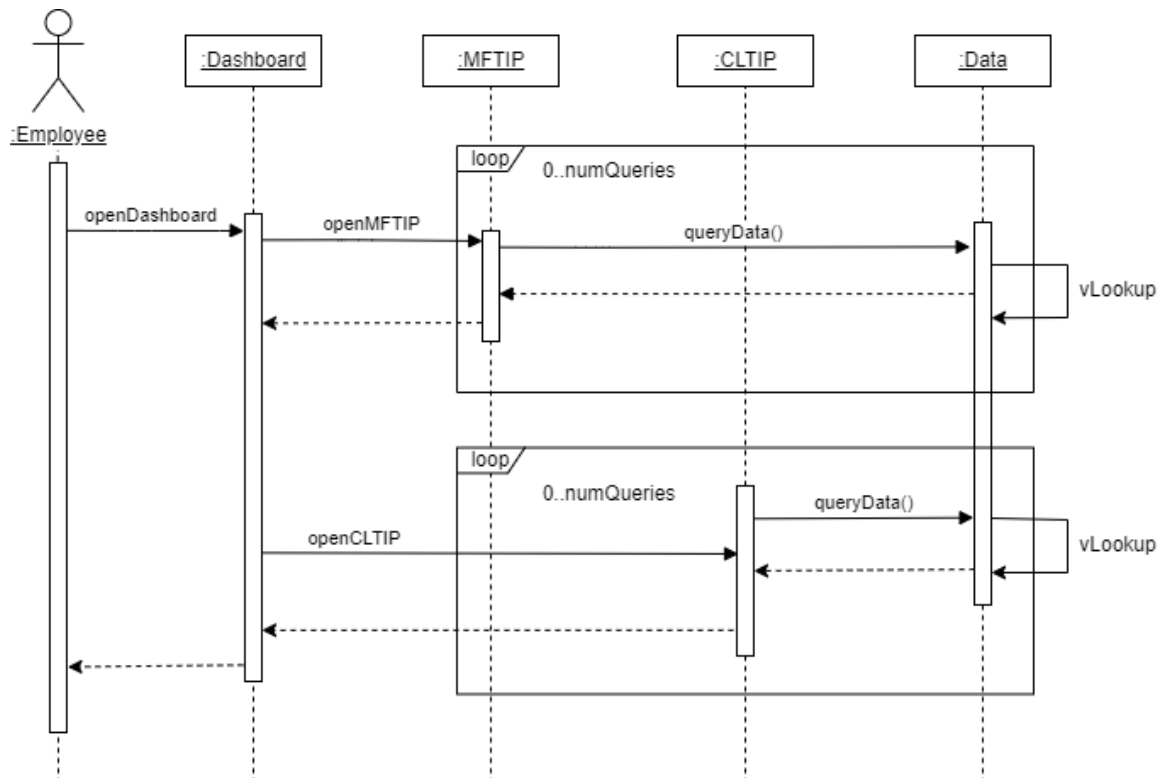 :Dashboard
:MFTIP
:CLTIP
:Data
:Employee
loop
0..numQueries
openDashboard
openMFTIP
queryData()
vLookup
loop
0..numQueries
queryData()
openCLTIP
vLookup